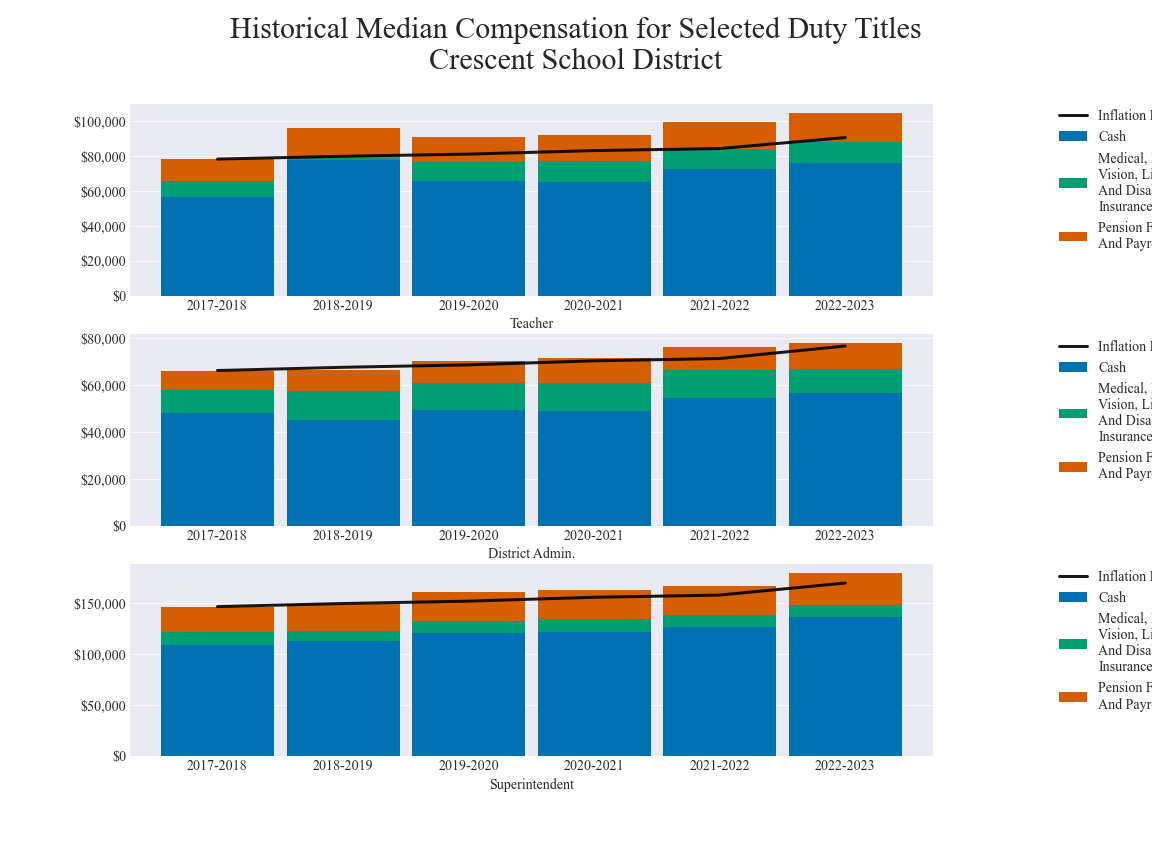 Historical Median Compensation for Selected Duty Titles
Crescent School District
$100,000
$80,000
$60,000
$40,000
$20,000
$0
2017-2018 2018-2019 2019-2020 2020-2021 2021-2022 2022-2023
Teacher
Inflation
Cash
Medical,
Vision,
And
Insurance
Pension
And
$80,000
$60,000
$40,000
$20,000
$0
2017-2018 2018-2019 2019-2020 2020-2021 2021-2022 2022-2023
District Admin.
Inflation
Cash
Medical,
Vision,
And
Insurance
Pension
And
$150,000
$100,000
$50,000
$0
2017-2018 2018-2019 2019-2020 2020-2021 2021-2022 2022-2023
Superintendent
Inflation
Cash
Medical,
Vision,
And
Insurance
Pension
And